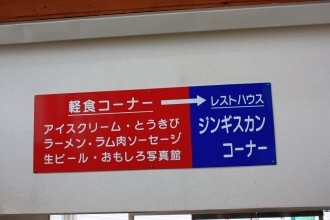 軽食コーナー
アイスクリーム・とうきび
ラーメン・ラム肉ソーセージ
生ビール・おもしろ写真館
レストハウス
ジンギスカン
コーナー